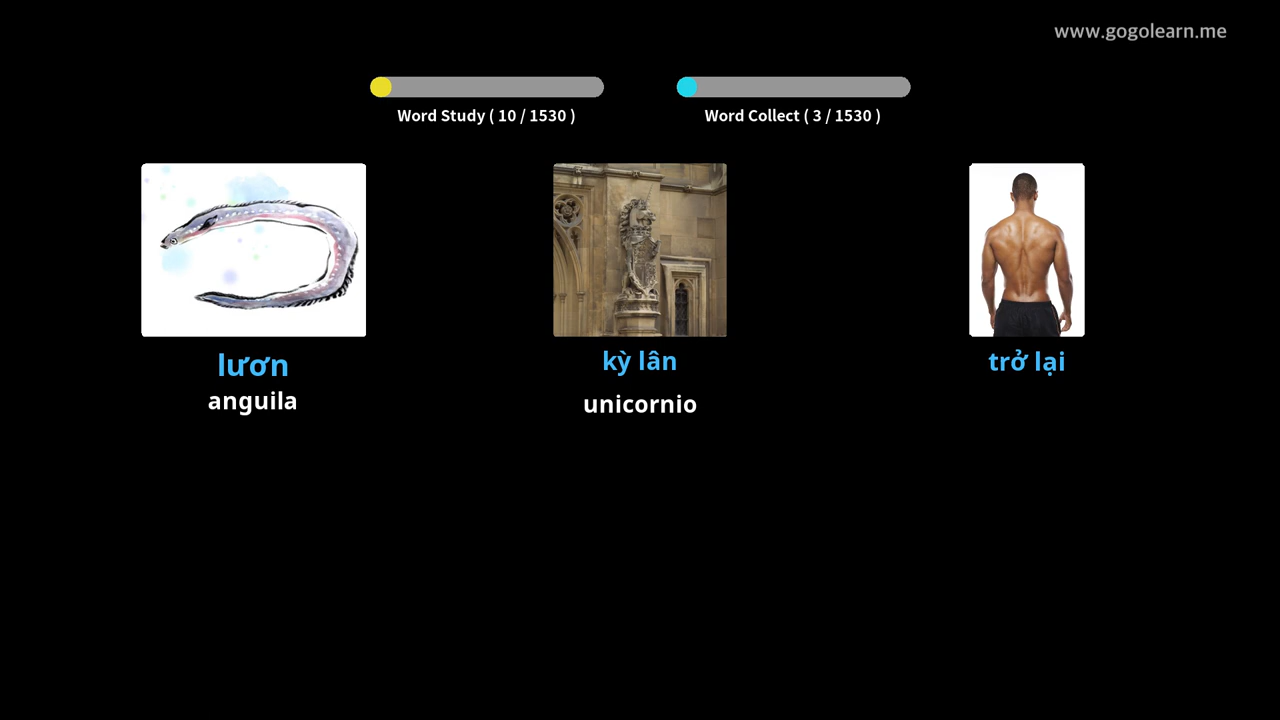 www.gogolearn.me
Word Study ( 10 / 1530 )
Word Collect ( 3 / 1530 )
lươn
anguila
kỳ lân
unicornio
trở lại